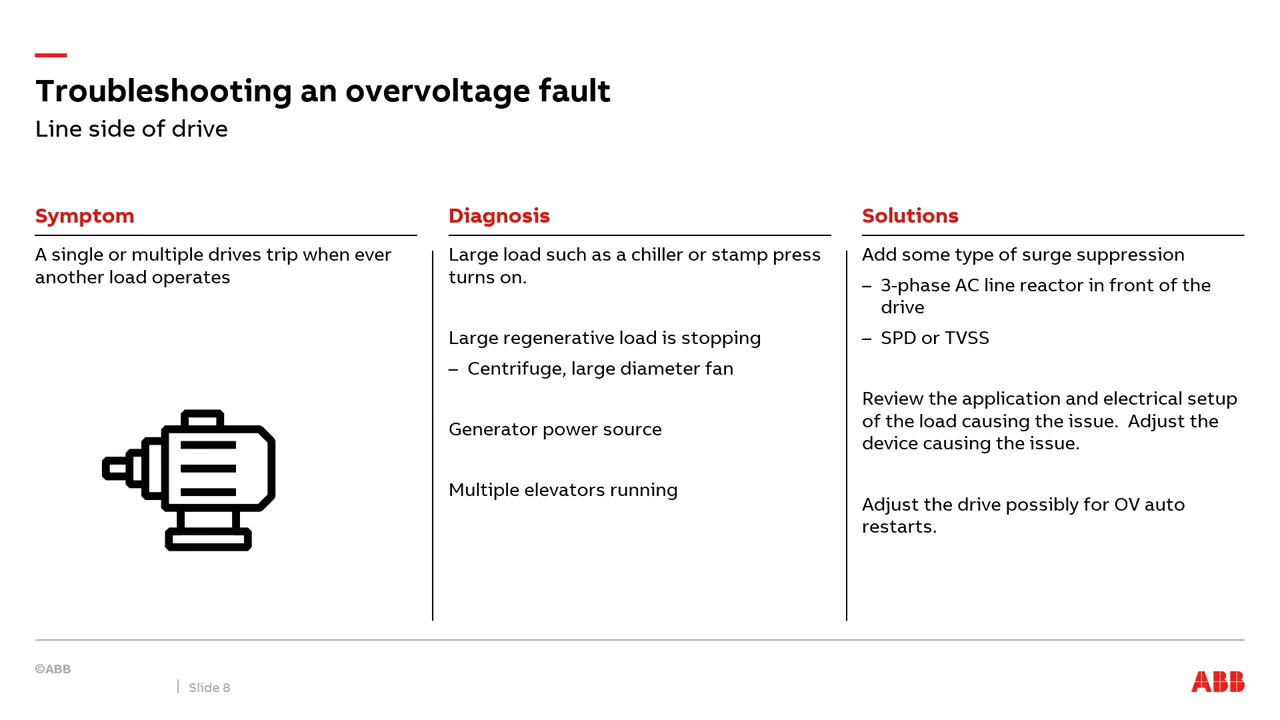 Troubleshooting an overvoltage fault
Line side of drive
Symptom
A single or multiple drives trip when ever
another load operates
Diagnosis
Large load such as a chiller or stamp press
turns on.
Large regenerative load is stopping
– Centrifuge, large diameter fan
Generator power source
Multiple elevators running
Solutions
Add some type of surge suppression
– 3-phase AC line reactor in front of the
drive
– SPD or TVSS
Review the application and electrical setup
of the load causing the issue.  Adjust the
device causing the issue.
Adjust the drive possibly for OV auto
restarts.
©ABB
Slide 8
ABB